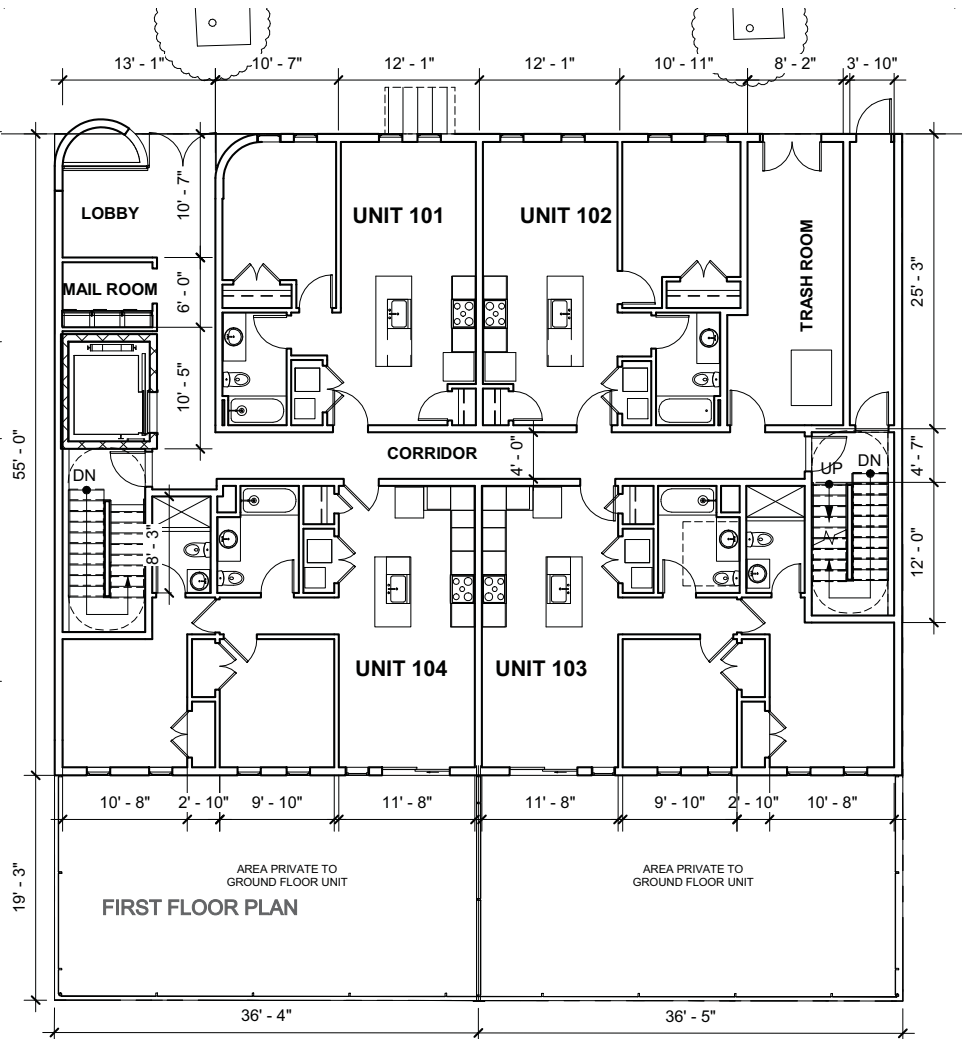 13' - 1"
10' - 7"
12' - 1"
12' - 1"
10' - 11"
8' - 2"
3' - 10"
LOBBY
10' - 7"
UNIT 101
UNIT 102
TRASH ROOM
25' - 3"
MAIL ROOM
6' - 0"
10' - 5"
55' - 0"
CORRIDOR
4' - 0"
4' - 7"
DN
UP
DN
8' - 3"
12' - 0"
UNIT 104
UNIT 103
10' - 8"
2' - 10"
9' - 10"
11' - 8"
11' - 8"
9' - 10"
2' - 10"
10' - 8"
19' - 3"
AREA PRIVATE TO
GROUND FLOOR UNIT
AREA PRIVATE TO
GROUND FLOOR UNIT
FIRST FLOOR PLAN
36' - 4"
36' - 5"